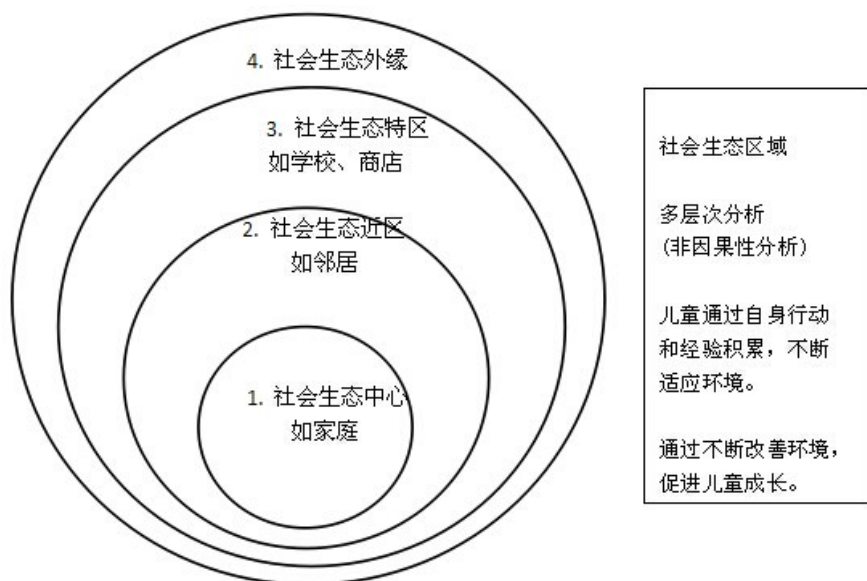 4. 社会生态外缘
3. 社会生态特区
如学校、商店
2. 社会生态近区
如邻居
1. 社会生态中心
如家庭
社会生态区域
多层次分析
(非因果性分析)
儿童通过自身行动
和经验积累，不断
适应环境。
通过不断改善环境，
促进儿童成长。